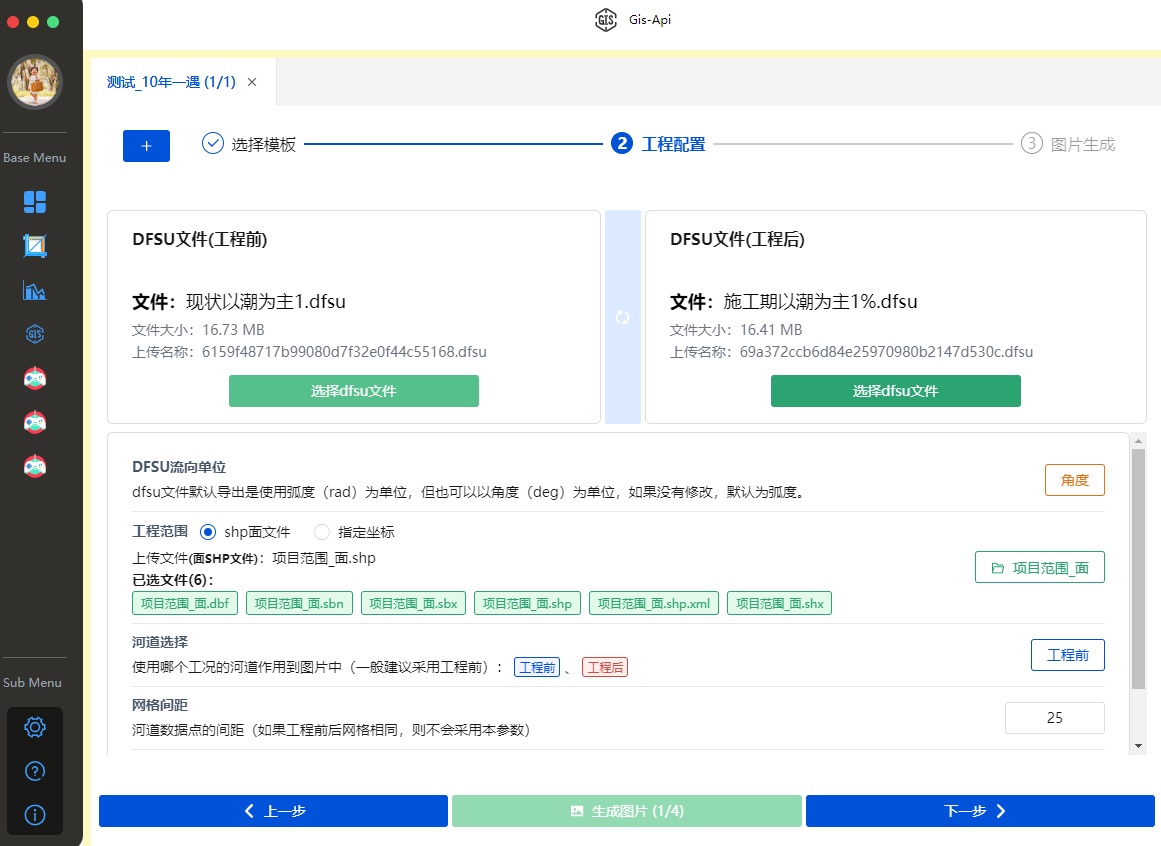 GIS Gis-Api
测试_10年一遇 (1/1) ×
Base Menu
+ 选择模板 2 工程配置 3 图片生成
DFSU文件(工程前)
文件：现状以潮为主1.dfsu
文件大小：16.73 MB
上传名称：6159f48717b99080d7f32e0f44c55168.dfsu
选择dfsu文件
DFSU文件(工程后)
文件：施工期以潮为主1%.dfsu
文件大小：16.41 MB
上传名称：69a372ccb6d84e25970980b2147d530c.dfsu
选择dfsu文件
GIS
DFSU流向单位
dfsu文件默认导出是使用弧度（rad）为单位，但也可以以角度（deg）为单位，如果没有修改，默认为弧度。
角度
工程范围 shp面文件 指定坐标
上传文件(面SHP文件)：项目范围_面.shp
项目范围_面
已选文件(6)：
项目范围_面.dbf 项目范围_面.sbn 项目范围_面.sbx 项目范围_面.shp 项目范围_面.shp.xml 项目范围_面.shx
河道选择
使用哪个工况的河道作用到图片中（一般建议采用工程前）： 工程前 、 工程后
工程前
Sub Menu
网格间距
河道数据点的间距（如果工程前后网格相同，则不会采用本参数）
25
上一步 生成图片 (1/4) 下一步